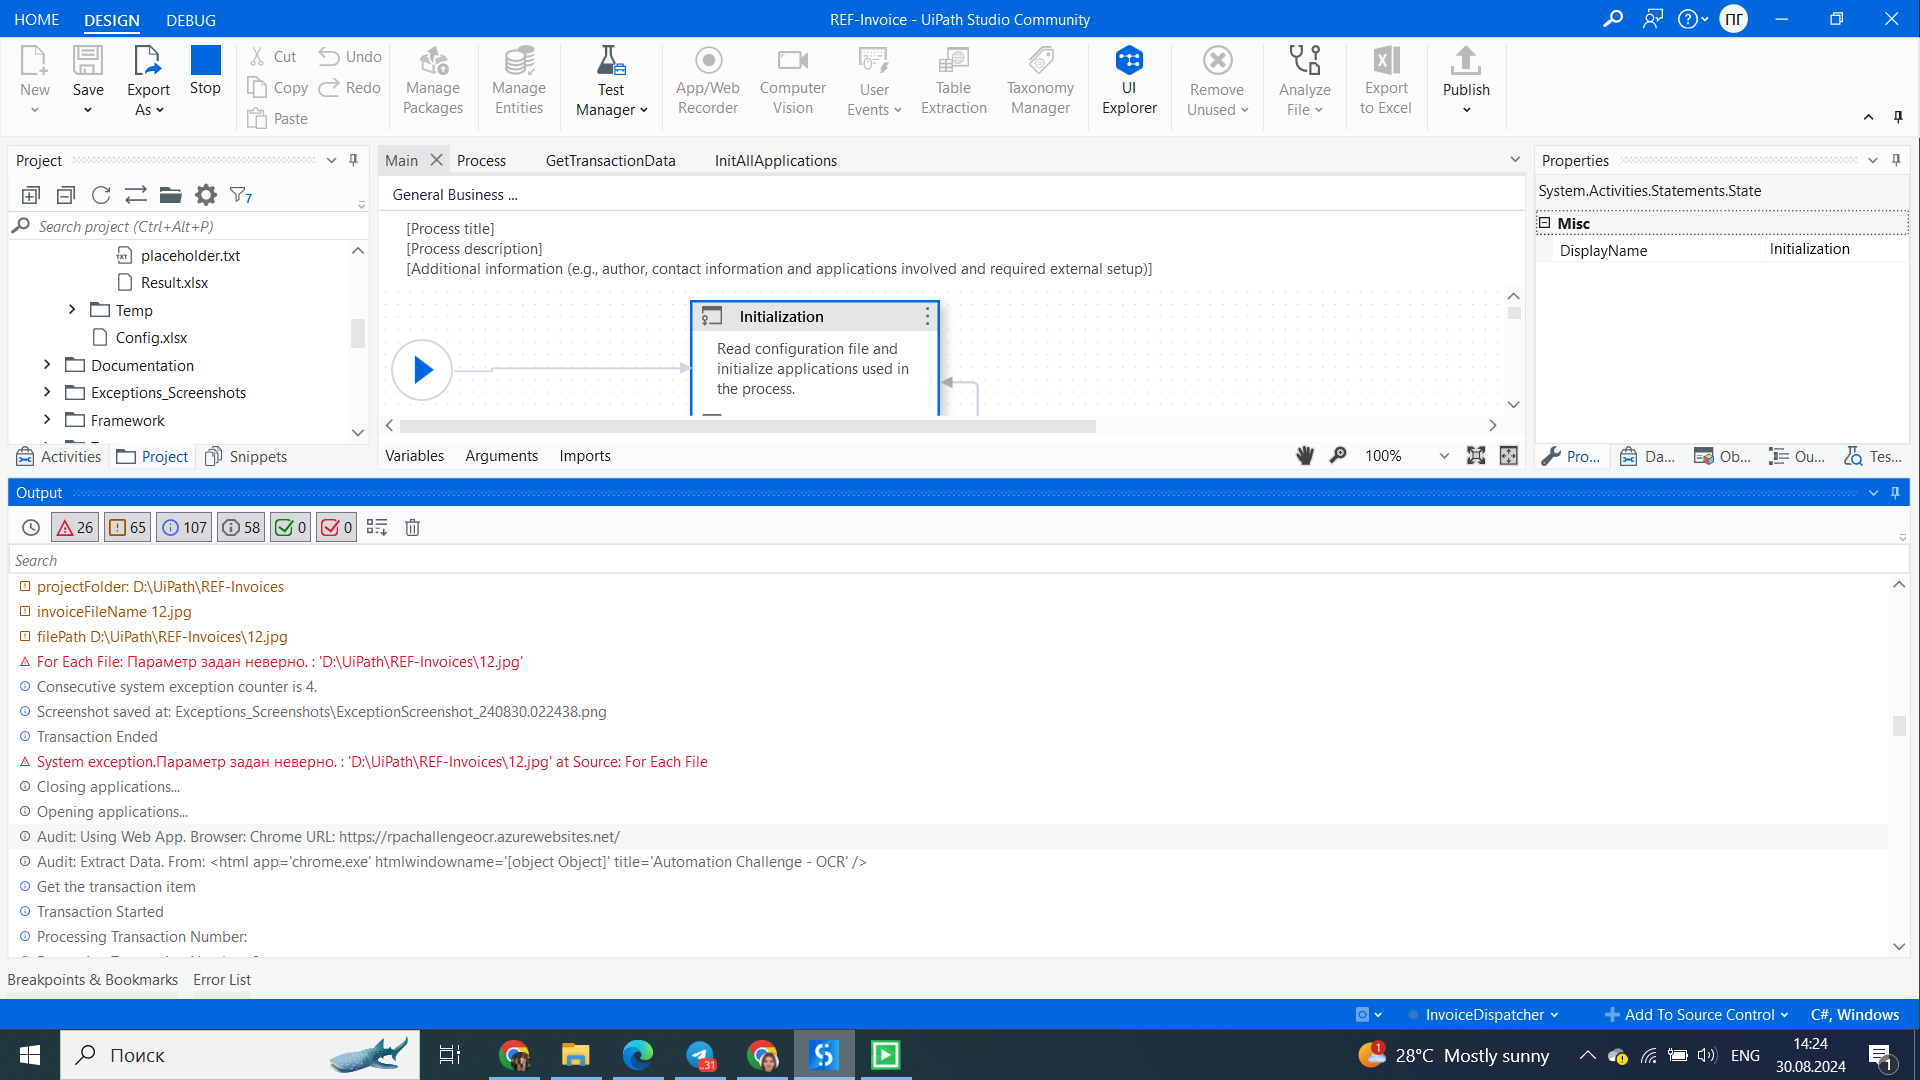 HOME DESIGN DEBUG
REF-Invoice - UiPath Studio Community
ПГ
New
Save
Export As
Stop
Cut
Copy
Paste
Undo
Redo
Manage Packages
Manage Entities
Test Manager
App/Web Recorder
Computer Vision
User Events
Table Extraction
Taxonomy Manager
UI Explorer
Remove Unused
Analyze File
Export to Excel
Publish
Project
7
Search project (Ctrl+Alt+P)
placeholder.txt
Result.xlsx
Temp
Config.xlsx
Documentation
Exceptions_Screenshots
Framework
Activities Project Snippets
Main Process GetTransactionData InitAllApplications
General Business ...
[Process title]
[Process description]
[Additional information (e.g., author, contact information and applications involved and required external setup)]
Initialization
Read configuration file and
initialize applications used in
the process.
Variables Arguments Imports
100%
Properties
System.Activities.Statements.State
Misc
DisplayName Initialization
Pro... Da... Ob... Ou... Tes...
Output
26 65 107 58 0 0
Search
projectFolder: D:\UiPath\REF-Invoices
invoiceFileName 12.jpg
filePath D:\UiPath\REF-Invoices\12.jpg
For Each File: Параметр задан неверно. : 'D:\UiPath\REF-Invoices\12.jpg'
Consecutive system exception counter is 4.
Screenshot saved at: Exceptions_Screenshots\ExceptionScreenshot_240830.022438.png
Transaction Ended
System exception.Параметр задан неверно. : 'D:\UiPath\REF-Invoices\12.jpg' at Source: For Each File
Closing applications...
Opening applications...
Audit: Using Web App. Browser: Chrome URL: https://rpachallengeocr.azurewebsites.net/
Audit: Extract Data. From: <html app='chrome.exe' htmlwindowname='[object Object]' title='Automation Challenge - OCR' />
Get the transaction item
Transaction Started
Processing Transaction Number:
Breakpoints & Bookmarks Error List
InvoiceDispatcher Add To Source Control C#, Windows
Поиск
..31
1
28°C Mostly sunny
ENG
14:24
30.08.2024
1